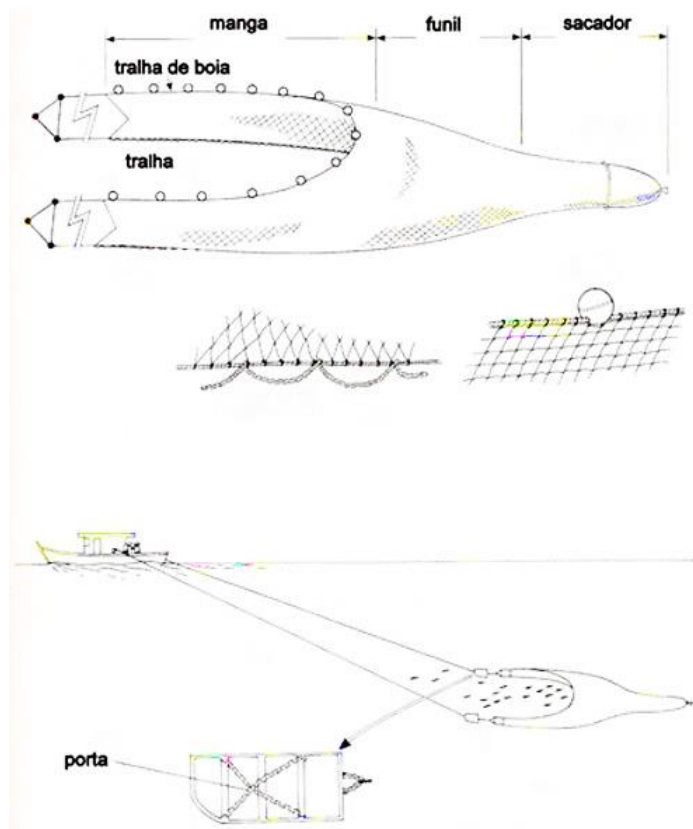 manga
funil
sacador
tralha de boia
tralha
porta